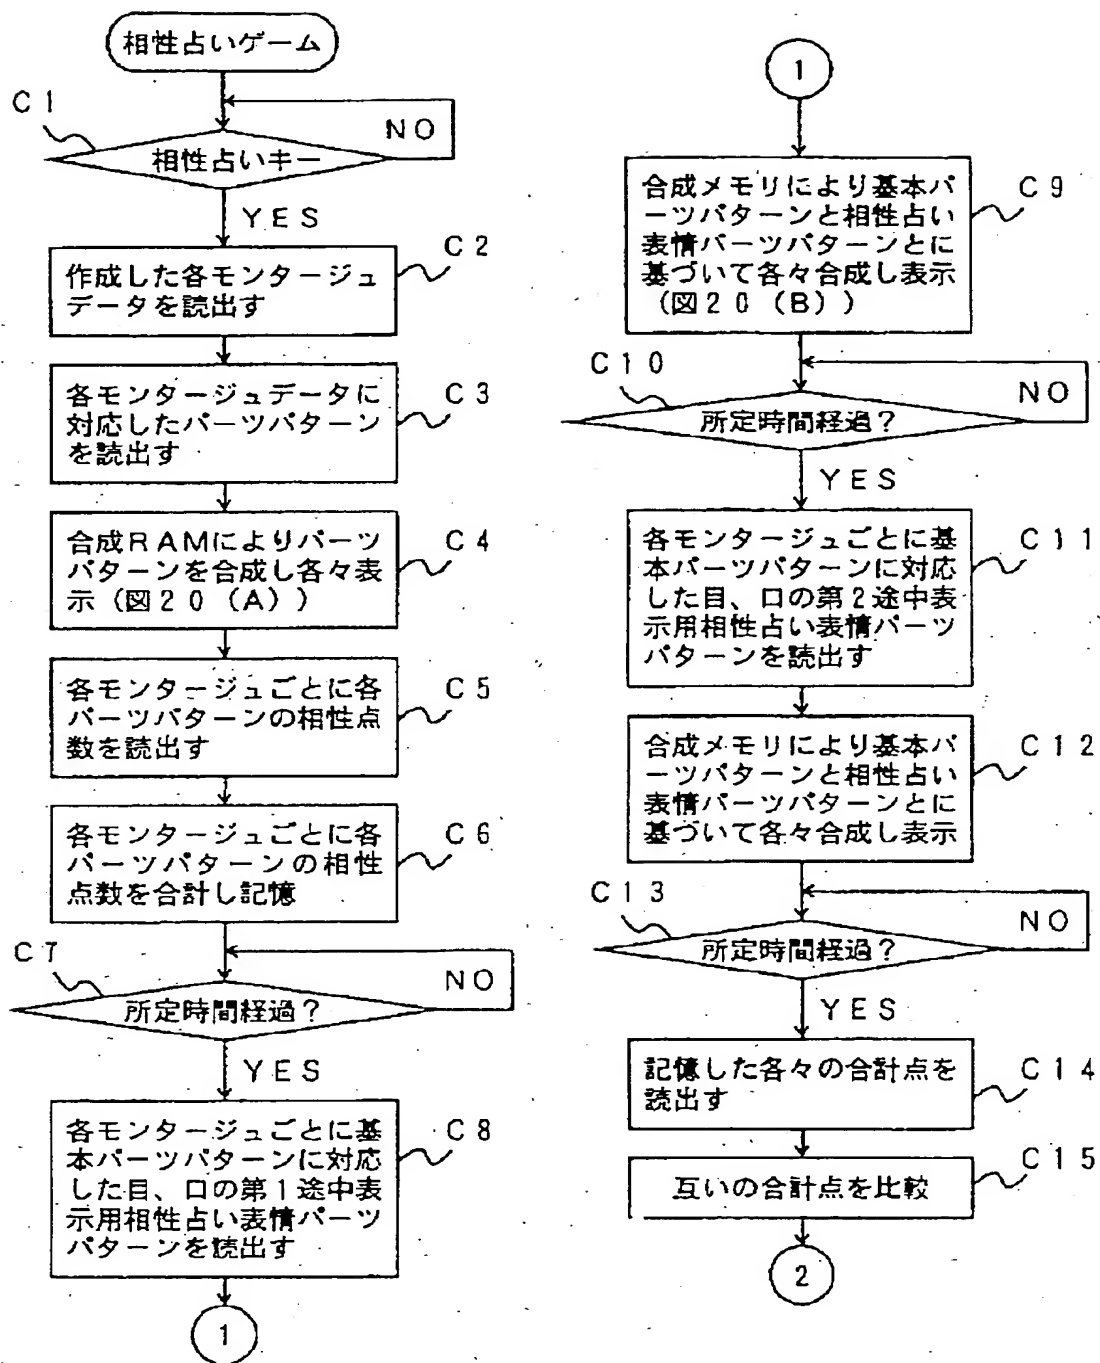 相性占いゲーム
C1
NO
相性占いキー
YES
C2
作成した各モンタージュ
データを読出す
C3
各モンタージュデータに
対応したパーツパターン
を読出す
C4
合成RAMによりパーツ
パターンを合成し各々表
示(図20(A))
C5
各モンタージュごとに各
パーツパターンの相性点
数を読出す
C6
各モンタージュごとに各
パーツパターンの相性
点数を合計し記憶
C7
NO
所定時間経過?
YES
C8
各モンタージュごとに基
本パーツパターンに対応
した目、口の第1途中表
示用相性占い表情パーツ
パターンを読出す
1
1
C9
合成メモリにより基本パ
ーツパターンと相性占い
表情パーツパターンとに
基づいて各々合成し表示
(図20(B))
C10
NO
所定時間経過?
YES
C11
各モンタージュごとに基
本パーツパターンに対応
した目、口の第2途中表
示用相性占い表情パーツ
パターンを読出す
C12
合成メモリにより基本パ
ーツパターンと相性占い
表情パーツパターンとに
基づいて各々合成し表示
C13
NO
所定時間経過?
YES
C14
記憶した各々の合計点を
読出す
C15
互いの合計点を比較
2